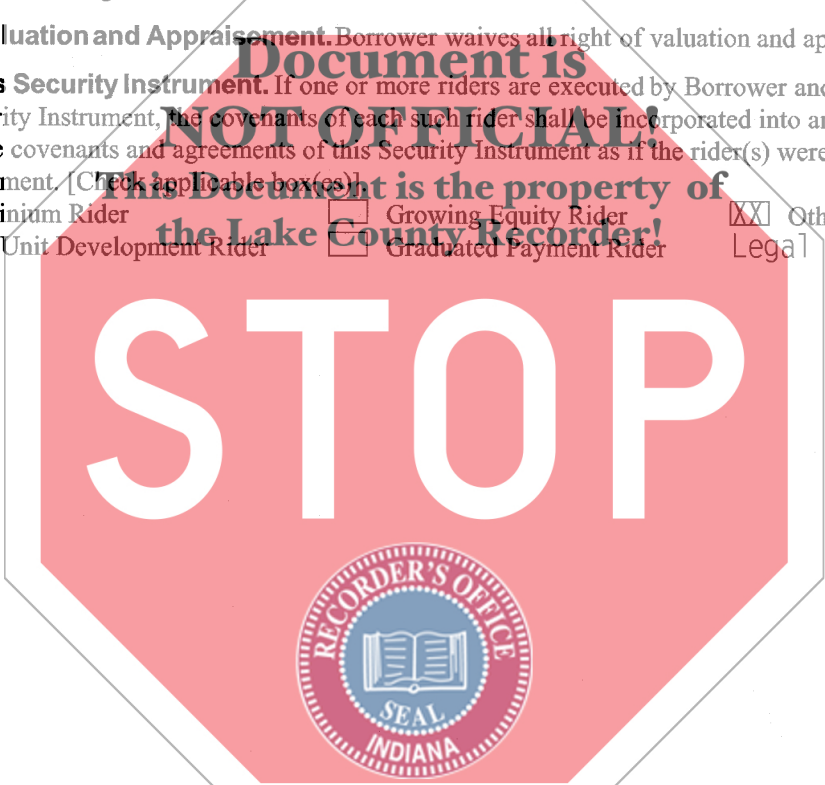 luation and Appraisement. Borrower waives all right of valuation and ap
Document is
s Security Instrument. If one or more riders are executed by Borrower and
rity Instrument, the covenants of each such rider shall be incorporated into an
NOT OFFICIAL!
e covenants and agreements of this Security Instrument as if the rider(s) were
ment. [Check applicable box(es)].
This Document is the property of
inium Rider Growing Equity Rider XX Oth
the Lake County Recorder!
Unit Development Rider Graduated Payment Rider Legal
STOP
RECORDER'S OFFICE
SEAL
INDIANA